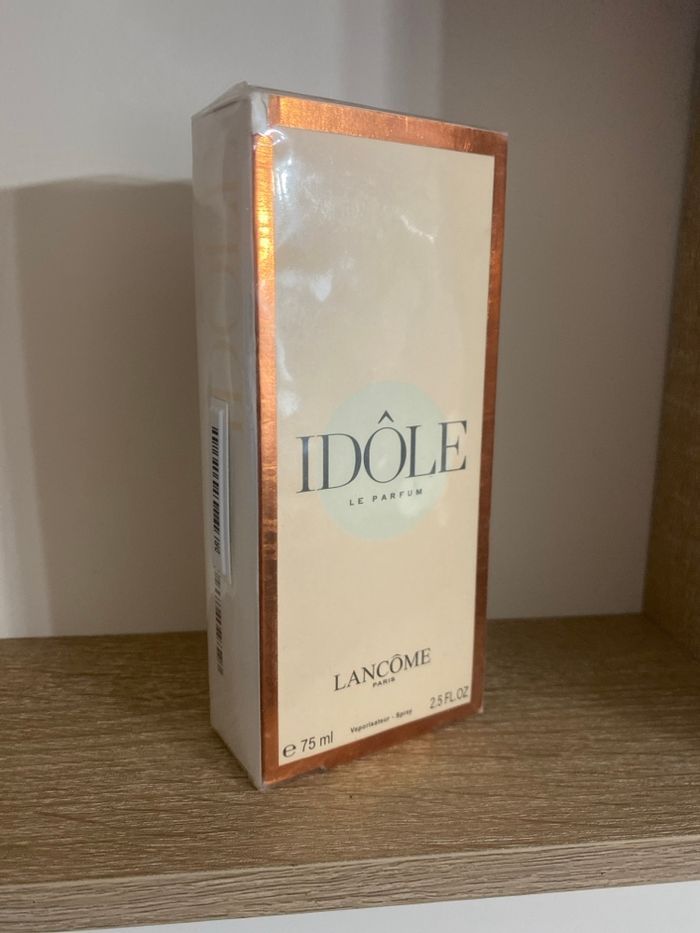 IDÔLE
LE PARFUM
LANCÔME
PARIS
e 75 ml Vaporisateur - Spray 2.5 FL.OZ